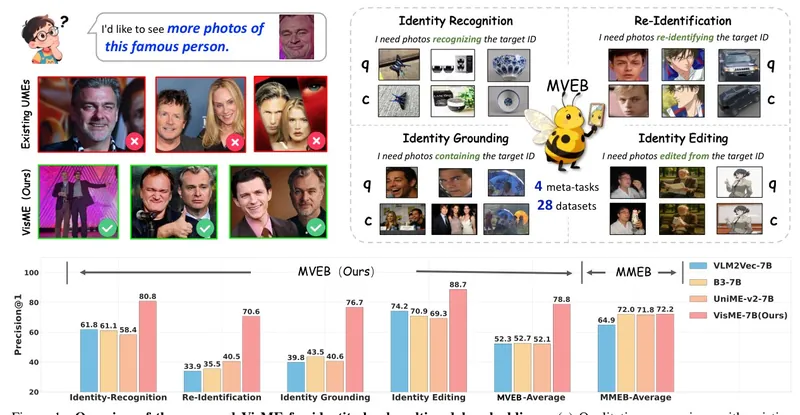 ?
I'd like to see more photos of
this famous person.
Existing UMEs
VisME (Ours)
Identity Recognition
I need photos recognizing the target ID
q
c
Re-Identification
I need photos re-identifying the target ID
q
c
MVEB
Identity Grounding
I need photos containing the target ID
q
c
4 meta-tasks
28 datasets
Identity Editing
I need photos edited from the target ID
q
c
MVEB (Ours)
MMEB
VLM2Vec-7B
B3-7B
UniME-v2-7B
VisME-7B(Ours)
Precision@1
100
80
60
40
20
61.8 61.1 58.4 80.8
33.9 35.5 40.5 70.6
39.8 43.5 40.6 76.7
74.2 70.9 69.3 88.7
52.3 52.7 52.1 78.8
64.9 72.0 71.8 72.2
Identity-Recognition Re-Identification Identity Grounding Identity Editing MVEB-Average MMEB-Average